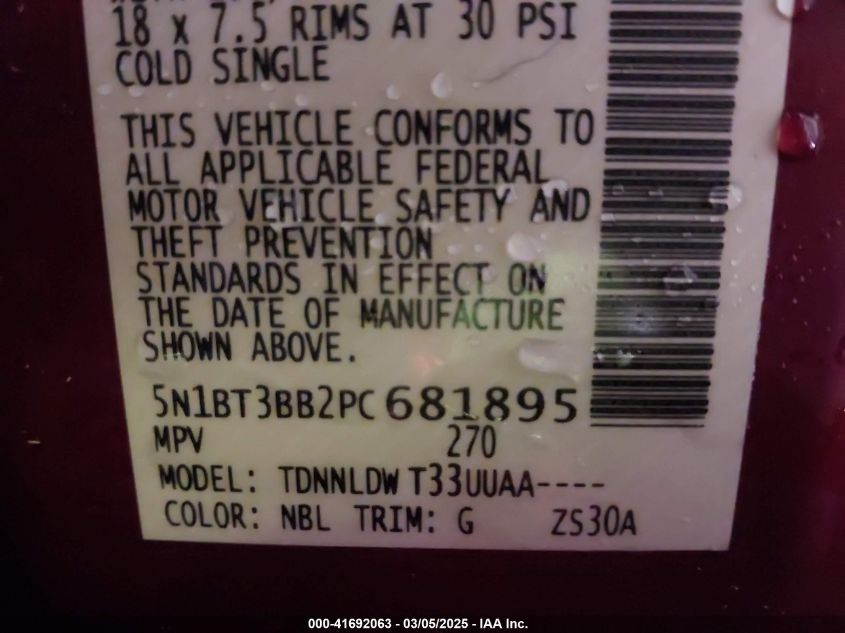 18 x 7.5 RIMS AT 30 PSI
COLD SINGLE
THIS VEHICLE CONFORMS TO
ALL APPLICABLE FEDERAL
MOTOR VEHICLE SAFETY AND
THEFT PREVENTION
STANDARDS IN EFFECT ON
THE DATE OF MANUFACTURE
SHOWN ABOVE.
5N1BT3BB2PC681895
MPV 270
MODEL: TDNNLDW T33UUAA----
COLOR: NBL TRIM: G ZS30A
000-41692063 - 03/05/2025 - IAA Inc.